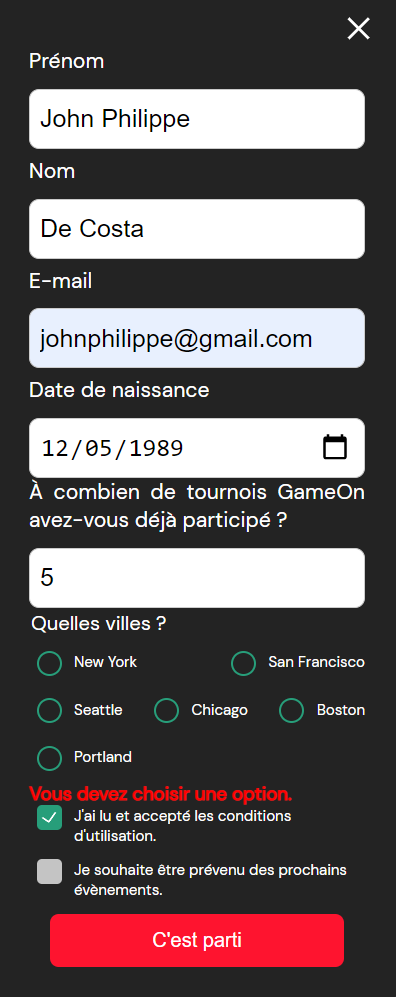 Prénom
John Philippe
Nom
De Costa
E-mail
johnphilippe@gmail.com
Date de naissance
12/05/1989
À combien de tournois GameOn
avez-vous déjà participé ?
5
Quelles villes ?
New York San Francisco
Seattle Chicago Boston
Portland
Vous devez choisir une option.
J'ai lu et accepté les conditions
d'utilisation.
Je souhaite être prévenu des prochains
évènements.
C'est parti